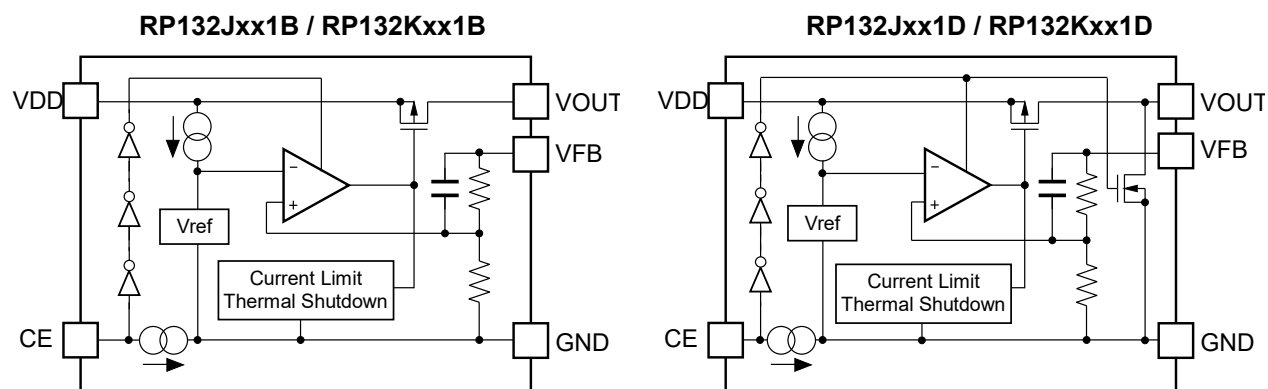 RP132Jxx1B / RP132Kxx1B
VDD
VOUT
VFB
−
+
Vref
Current Limit
Thermal Shutdown
CE
GND
RP132Jxx1D / RP132Kxx1D
VDD
VOUT
VFB
−
+
Vref
Current Limit
Thermal Shutdown
CE
GND